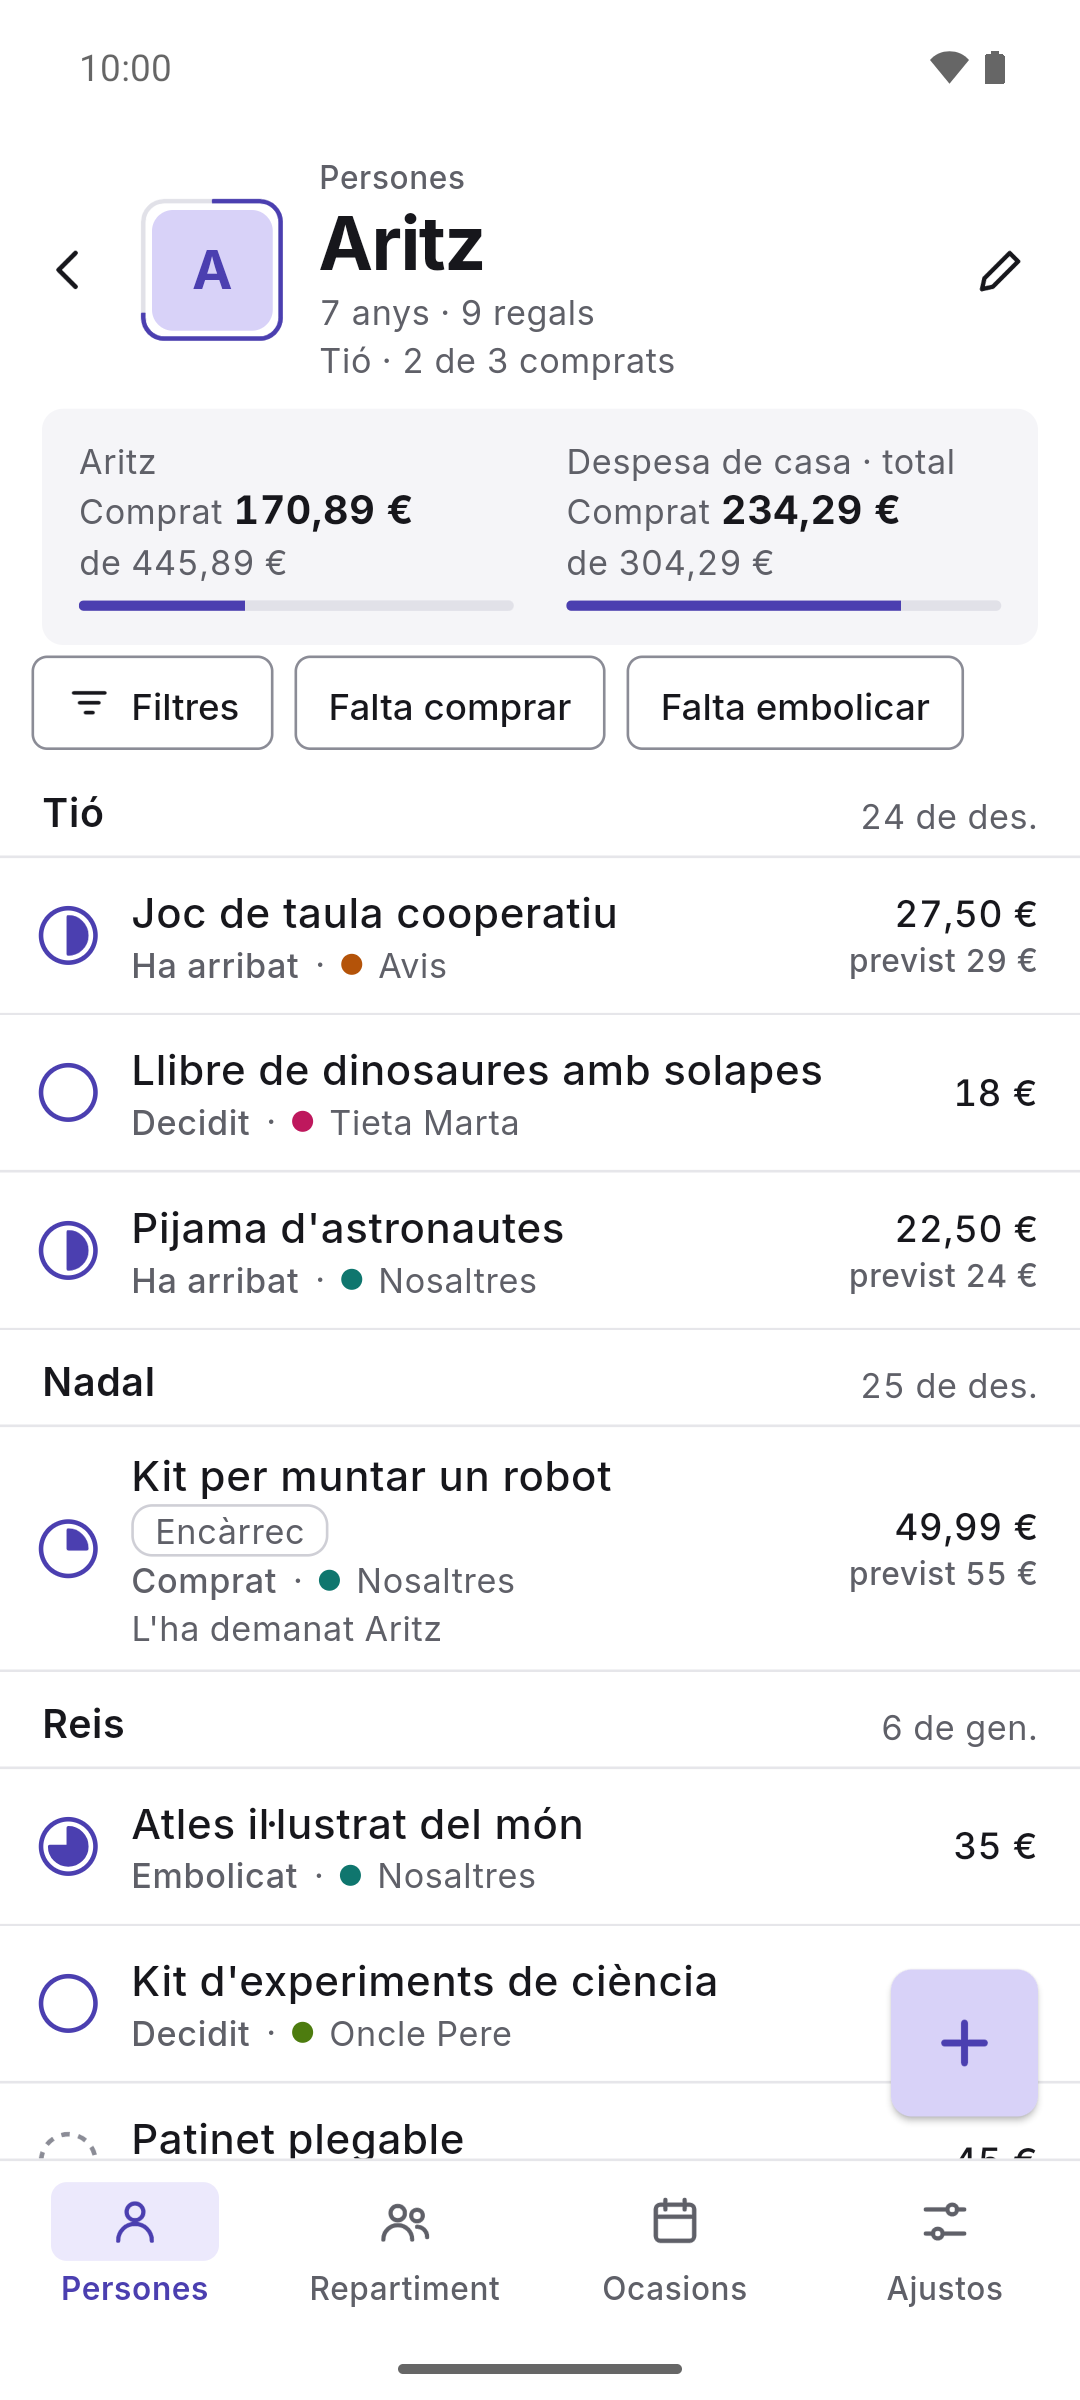 10:00
Persones
A
Aritz
7 anys · 9 regals
Tió · 2 de 3 comprats
Aritz
Comprat 170,89 €
de 445,89 €
Despesa de casa · total
Comprat 234,29 €
de 304,29 €
Filtres
Falta comprar
Falta embolicar
Tió
24 de des.
Joc de taula cooperatiu
27,50 €
Ha arribat · Avis
previst 29 €
Llibre de dinosaures amb solapes
18 €
Decidit · Tieta Marta
Pijama d'astronautes
22,50 €
Ha arribat · Nosaltres
previst 24 €
Nadal
25 de des.
Kit per muntar un robot
Encàrrec
49,99 €
Comprat · Nosaltres
previst 55 €
L'ha demanat Aritz
Reis
6 de gen.
Atles il·lustrat del món
35 €
Embolicat · Nosaltres
Kit d'experiments de ciència
Decidit · Oncle Pere
Patinet plegable
45 €
Persones
Repartiment
Ocasions
Ajustos